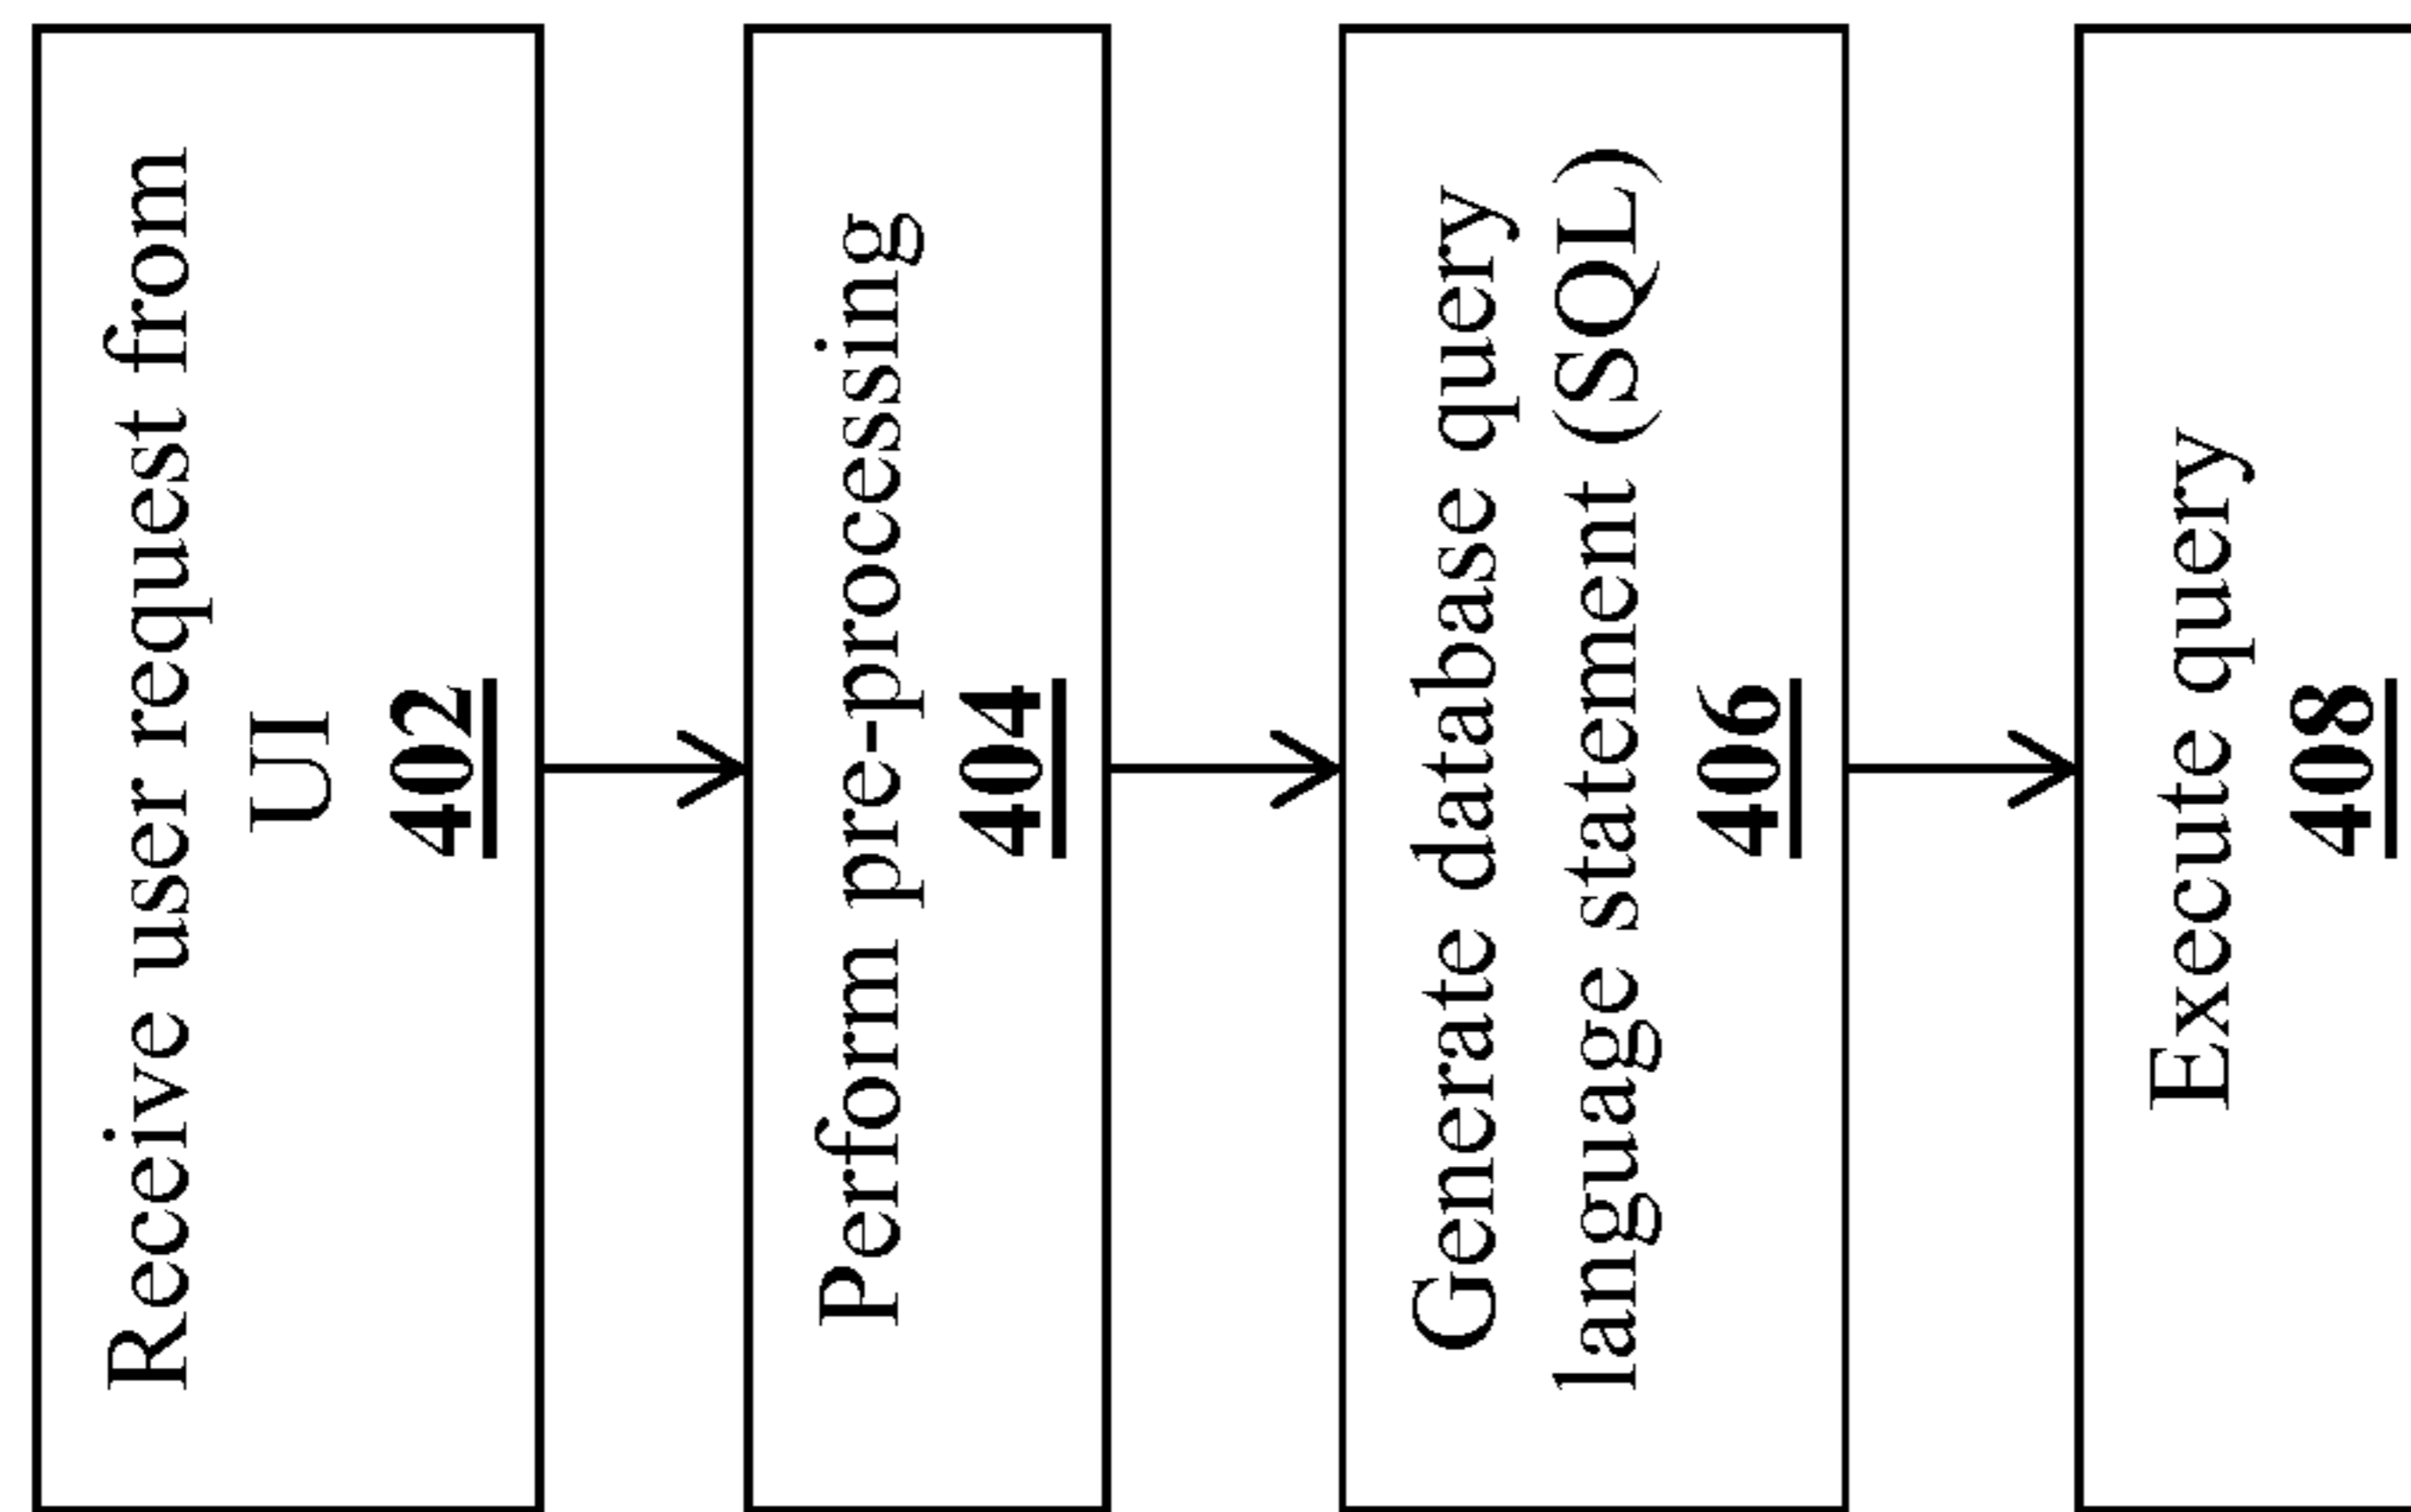 Receive user request from
UI
402
Perform pre-processing
404
Generate database query
language statement (SQL)
406
Execute query
408